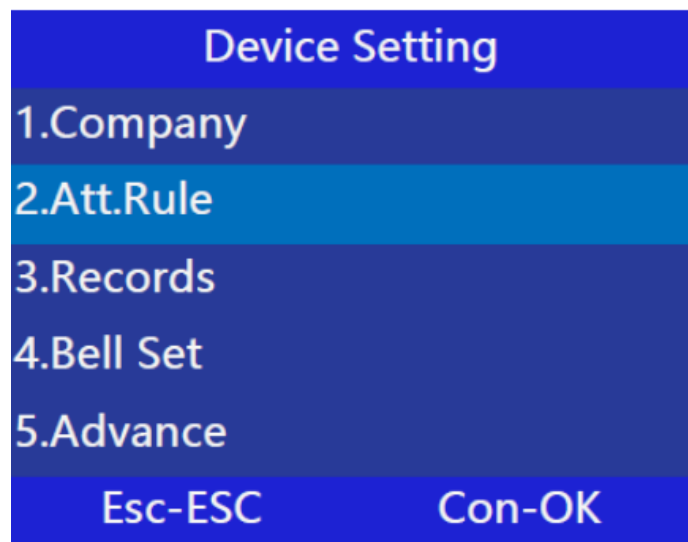 Device Setting
1.Company
2.Att.Rule
3.Records
4.Bell Set
5.Advance
Esc-ESC Con-OK